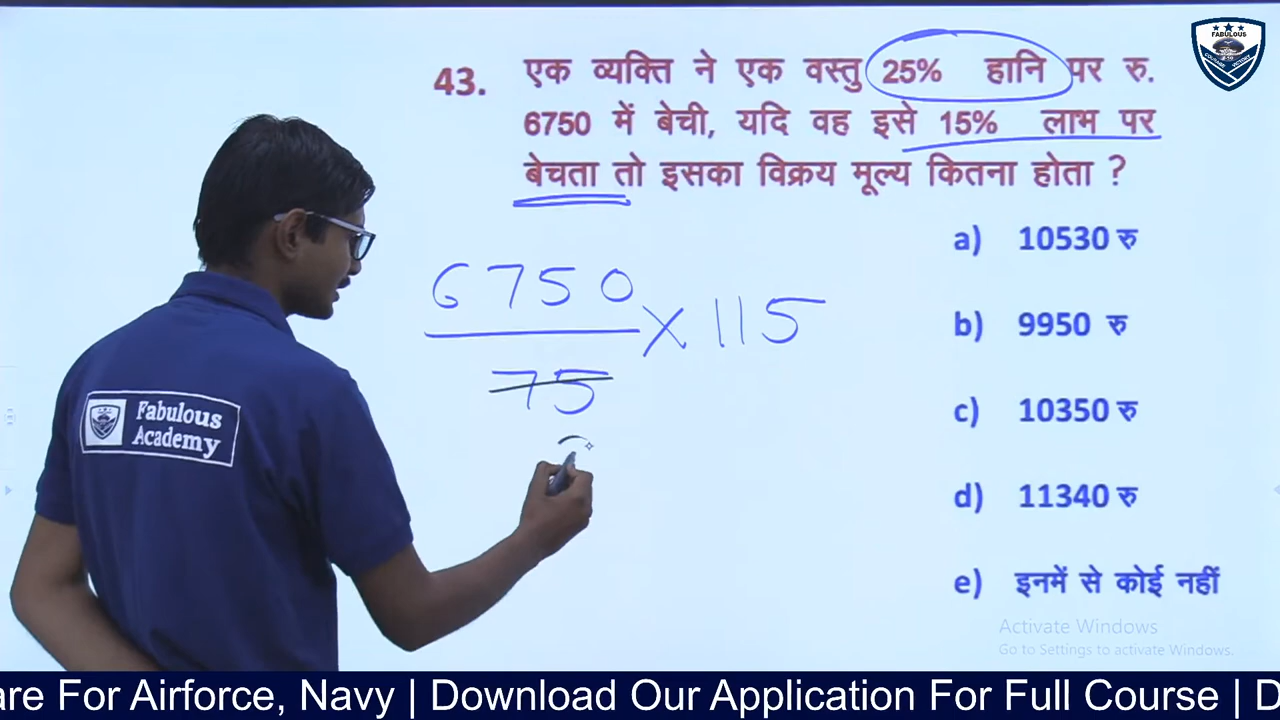 FABULOUS
43. एक व्यक्ति ने एक वस्तु 25% हानि पर रु.
6750 में बेची, यदि वह इसे 15% लाभ पर
बेचता तो इसका विक्रय मूल्य कितना होता ?
a) 10530 रु
b) 9950 रु
c) 10350 रु
d) 11340 रु
e) इनमें से कोई नहीं
6750
× 115
75
Fabulous
Academy
Activate Windows
Go to Settings to activate Windows.
are For Airforce, Navy | Download Our Application For Full Course | D